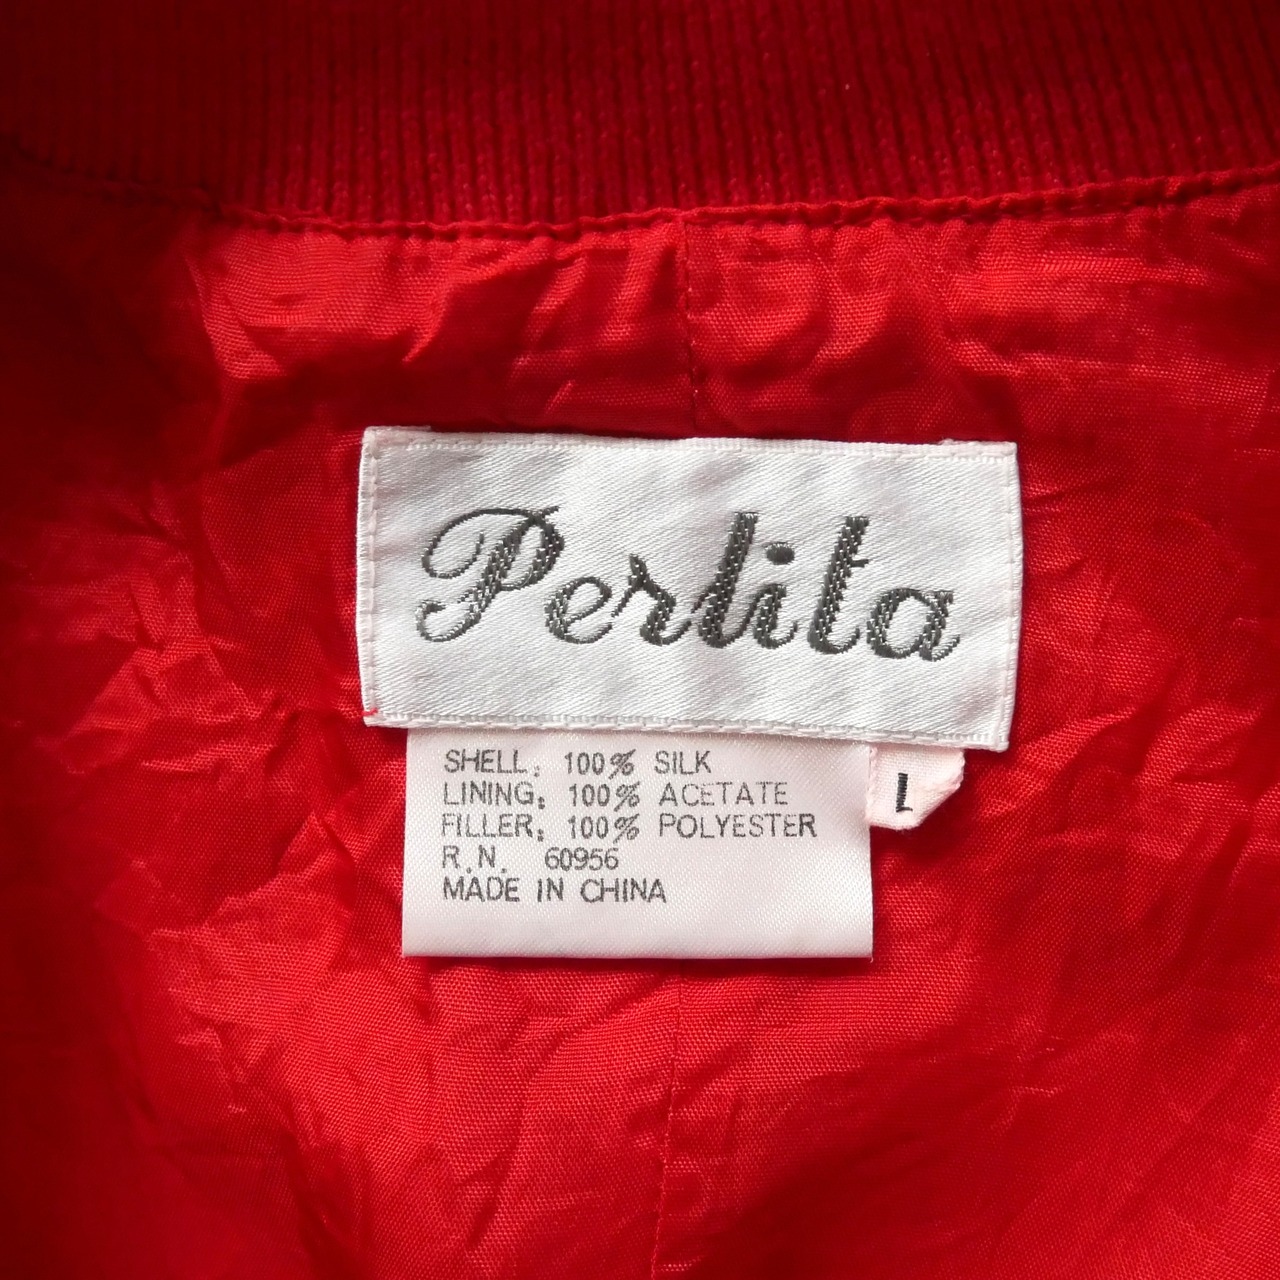 Perlita
SHELL: 100% SILK
LINING: 100% ACETATE
FILLER: 100% POLYESTER
R.N. 60956
MADE IN CHINA
L